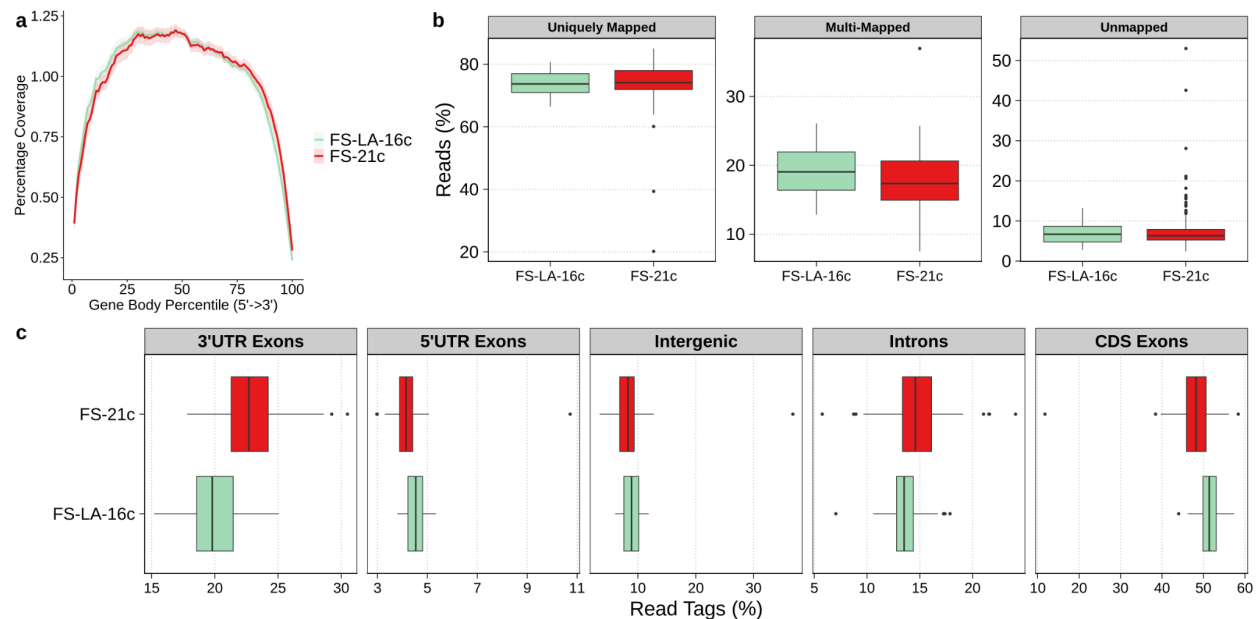 a
1.25
1.00
0.75
0.50
0.25
Percentage Coverage
0 25 50 75 100
Gene Body Percentile (5'->3')
FS-LA-16c
FS-21c
b
Uniquely Mapped
Multi-Mapped
Unmapped
Reads (%)
80
60
40
20
30
20
10
50
40
30
20
10
0
FS-LA-16c FS-21c
FS-LA-16c FS-21c
FS-LA-16c FS-21c
c
3'UTR Exons
5'UTR Exons
Intergenic
Introns
CDS Exons
FS-21c
FS-LA-16c
15 20 25 30
3 5 7 9 11
10 20 30
5 10 15 20 25
10 20 30 40 50 60
Read Tags (%)